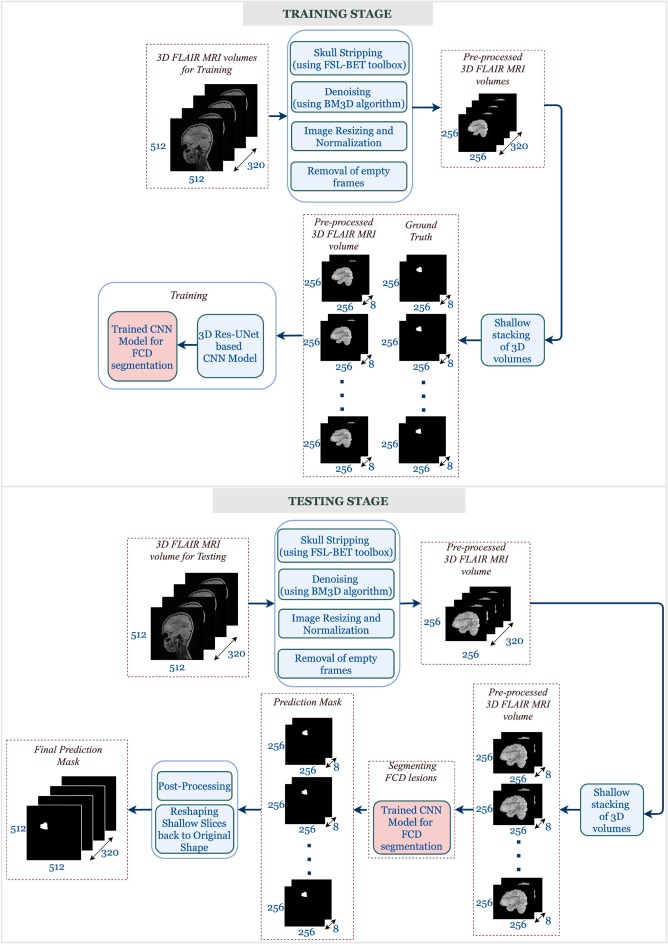 TRAINING STAGE
3D FLAIR MRI volumes
for Training
512
512
320
Skull Stripping
(using FSL-BET toolbox)
Denoising
(using BM3D algorithm)
Image Resizing and
Normalization
Removal of empty
frames
Pre-processed
3D FLAIR MRI
volumes
256
256
320
Shallow
stacking
of 3D
volumes
Pre-processed
3D FLAIR MRI
volume
Ground
Truth
256
256
8
256
256
8
256
256
8
256
256
8
256
256
8
256
256
8
Training
3D Res-UNet
based
CNN Model
Trained CNN
Model for
FCD
segmentation
TESTING STAGE
3D FLAIR MRI
volume for Testing
512
512
320
Skull Stripping
(using FSL-BET toolbox)
Denoising
(using BM3D algorithm)
Image Resizing and
Normalization
Removal of empty
frames
Pre-processed
3D FLAIR MRI
volume
256
256
320
Shallow
stacking
of 3D
volumes
Pre-processed
3D FLAIR MRI
volume
256
256
8
256
256
8
256
256
8
Segmenting
FCD lesions
Trained CNN
Model for
FCD
segmentation
Prediction Mask
256
256
8
256
256
8
256
256
8
Post-Processing
Reshaping
Shallow Slices
back to Original
Shape
Final Prediction
Mask
512
512
320